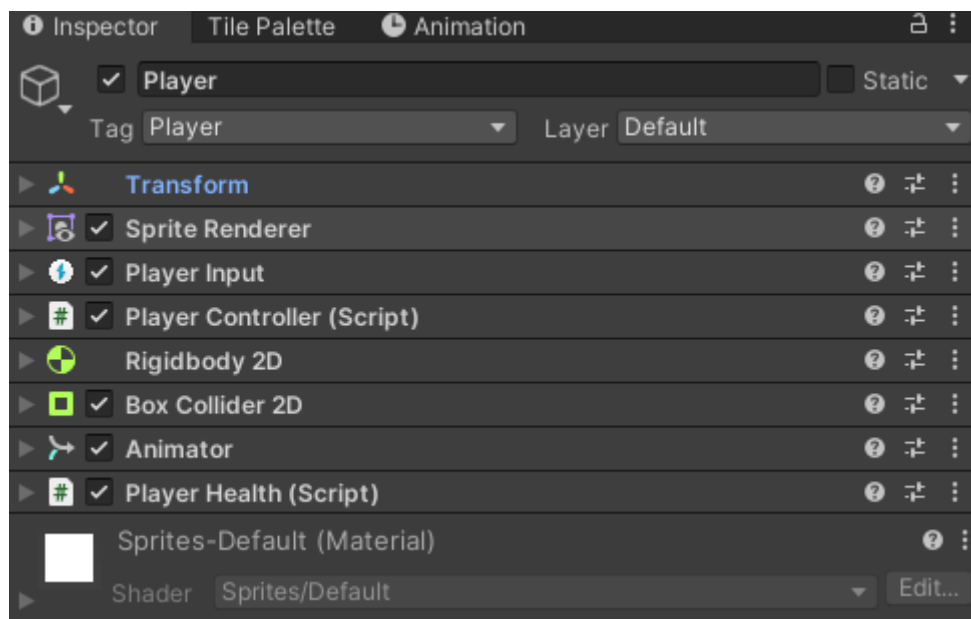 Inspector Tile Palette Animation
Player Static
Tag Player Layer Default
Transform
Sprite Renderer
Player Input
# Player Controller (Script)
Rigidbody 2D
Box Collider 2D
Animator
# Player Health (Script)
Sprites-Default (Material)
Shader Sprites/Default Edit...